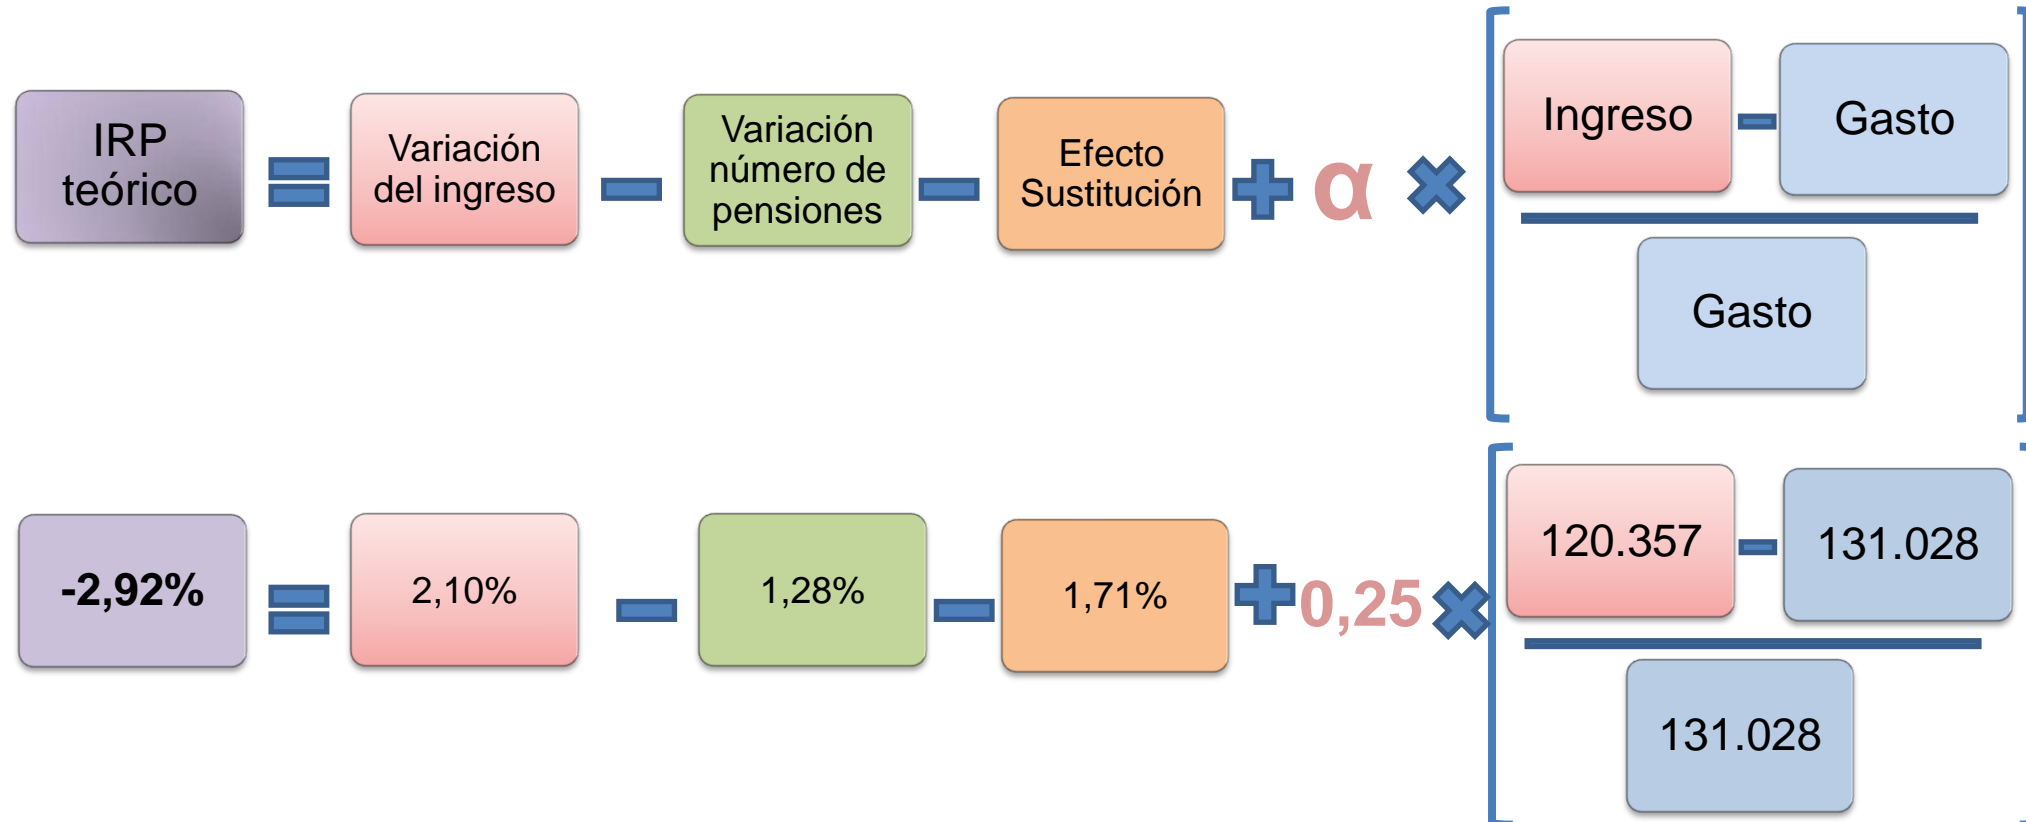 IRP
teórico
Variación
del ingreso
Variación
número de
pensiones
Efecto
Sustitución
α
Ingreso
Gasto
Gasto
-2,92%
2,10%
1,28%
1,71%
0,25
120.357
131.028
131.028